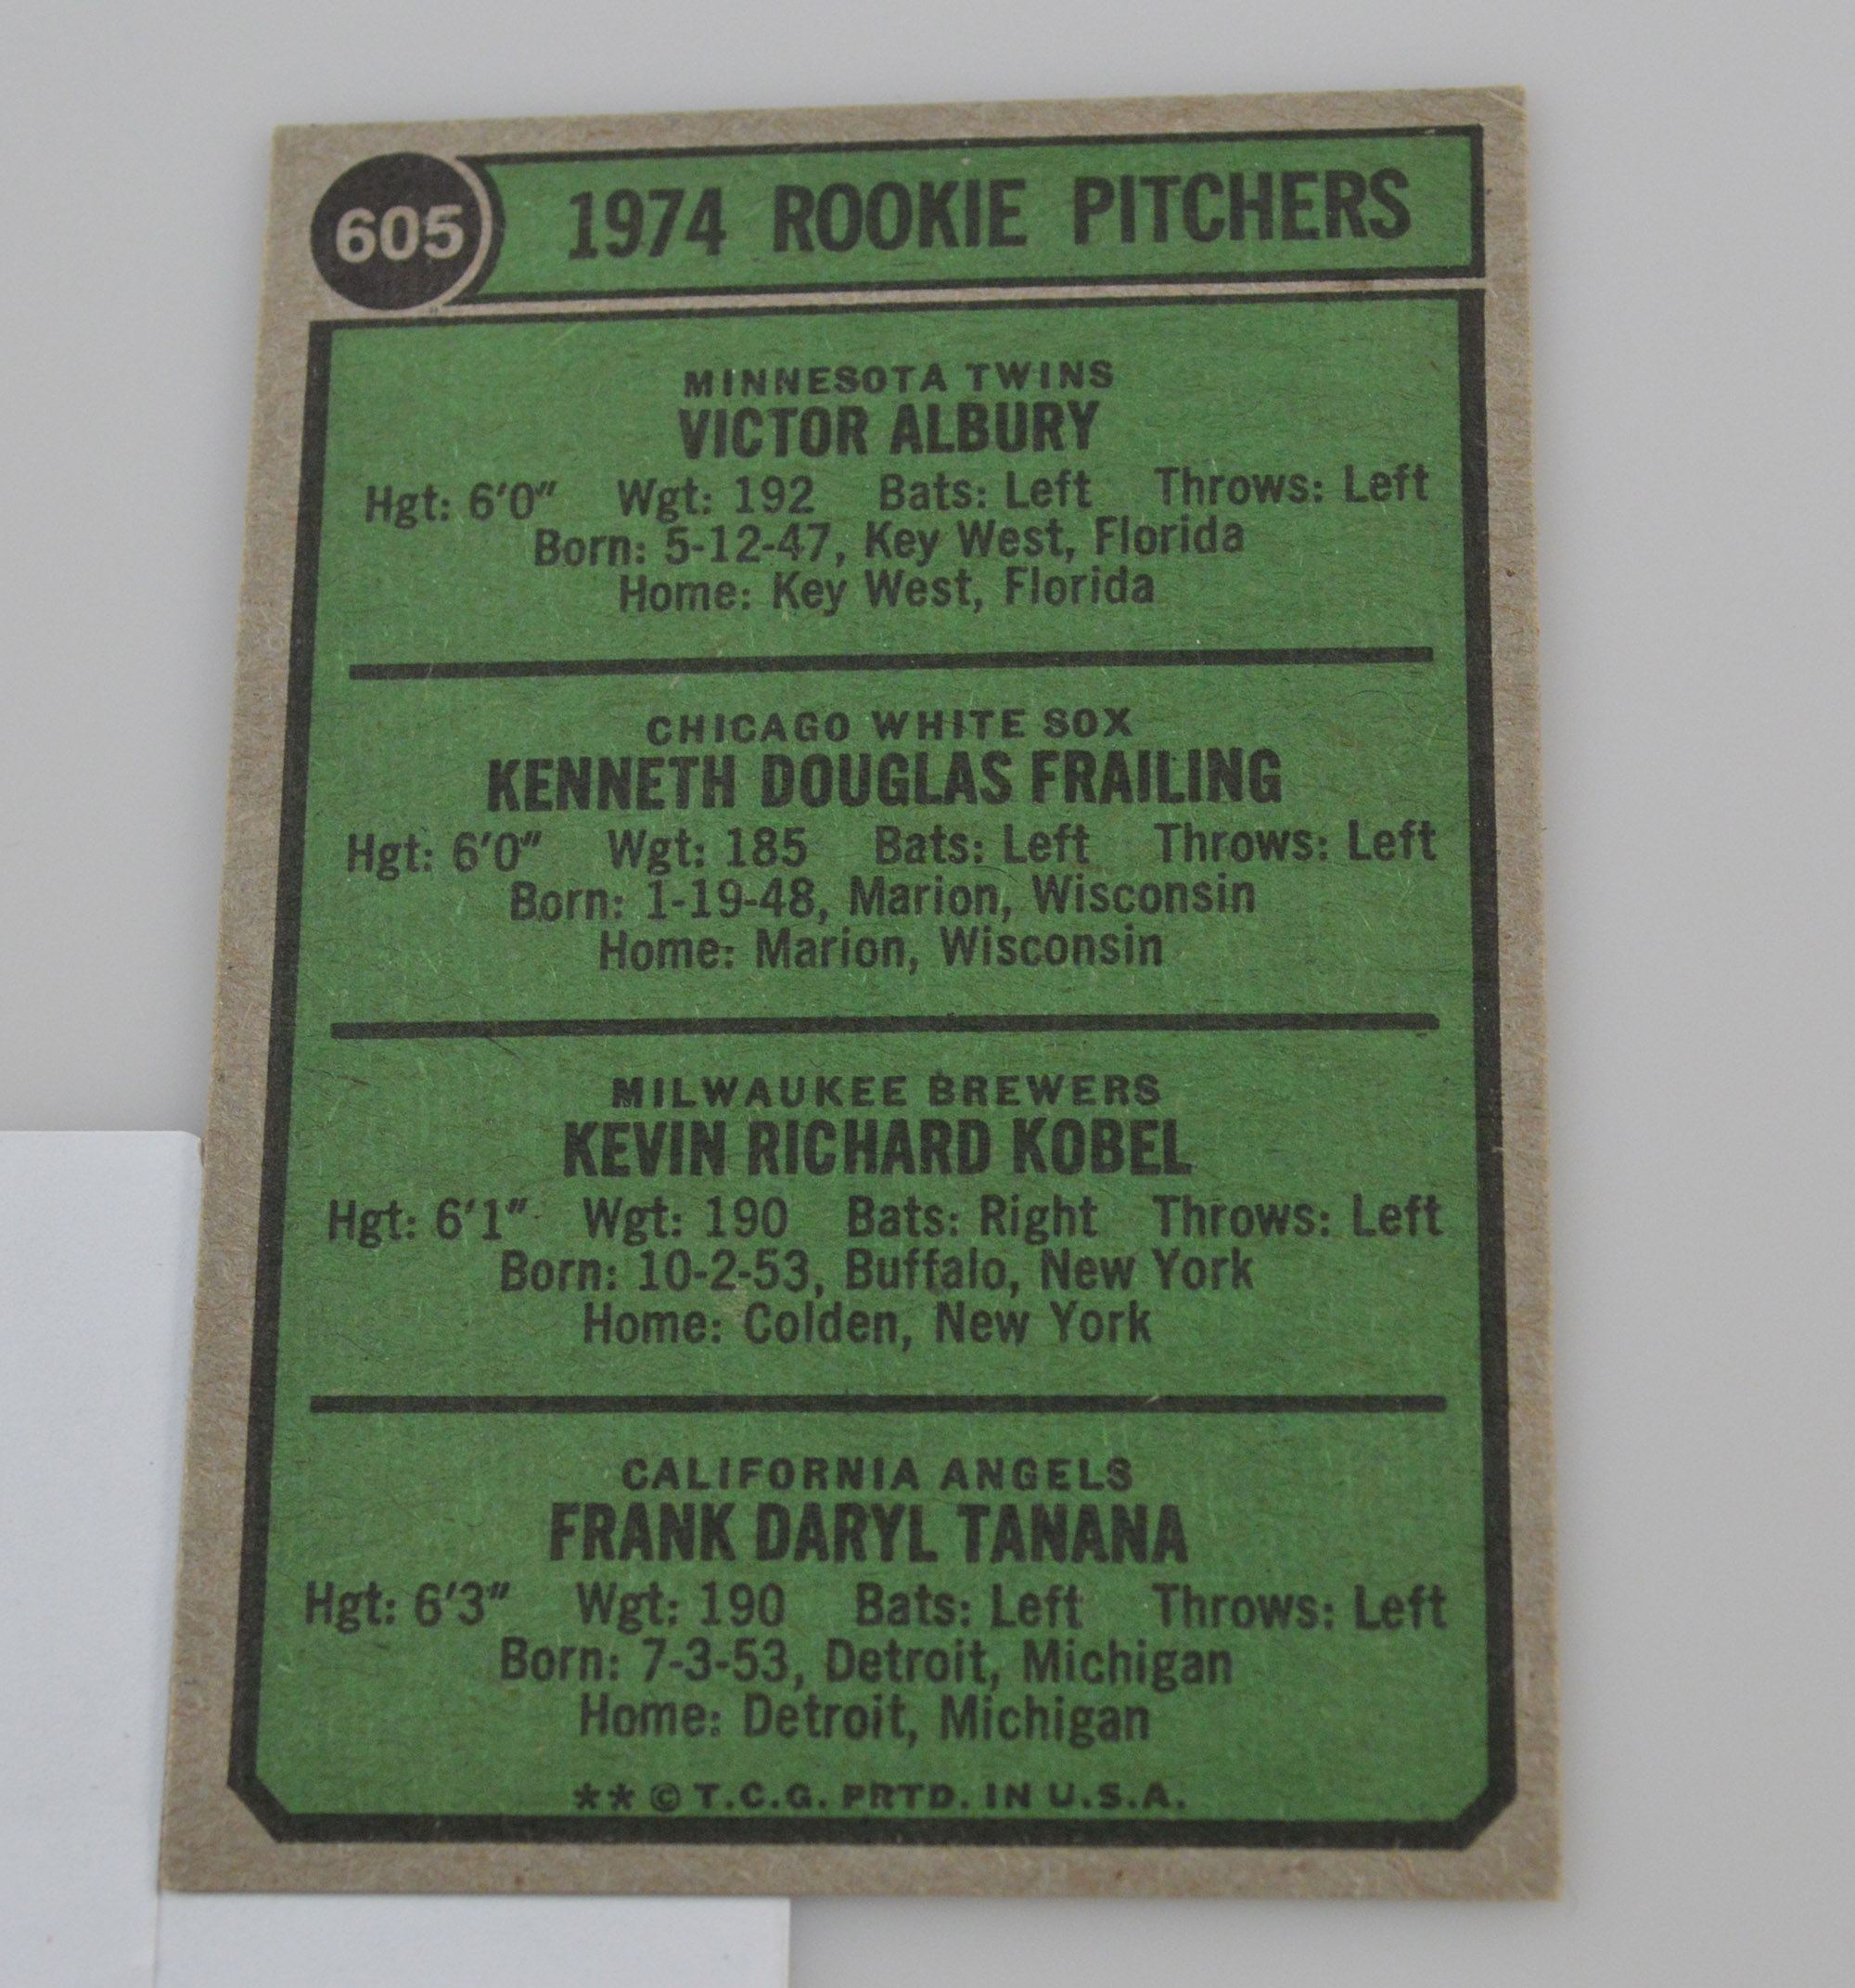 605 1974 ROOKIE PITCHERS
MINNESOTA TWINS
VICTOR ALBURY
Hgt: 6'0" Wgt: 192 Bats: Left Throws: Left
Born: 5-12-47, Key West, Florida
Home: Key West, Florida
CHICAGO WHITE SOX
KENNETH DOUGLAS FRAILING
Hgt: 6'0" Wgt: 185 Bats: Left Throws: Left
Born: 1-19-48, Marion, Wisconsin
Home: Marion, Wisconsin
MILWAUKEE BREWERS
KEVIN RICHARD KOBEL
Hgt: 6'1" Wgt: 190 Bats: Right Throws: Left
Born: 10-2-53, Buffalo, New York
Home: Colden, New York
CALIFORNIA ANGELS
FRANK DARYL TANANA
Hgt: 6'3" Wgt: 190 Bats: Left Throws: Left
Born: 7-3-53, Detroit, Michigan
Home: Detroit, Michigan
** © T.C.G. PRTD. IN U.S.A.